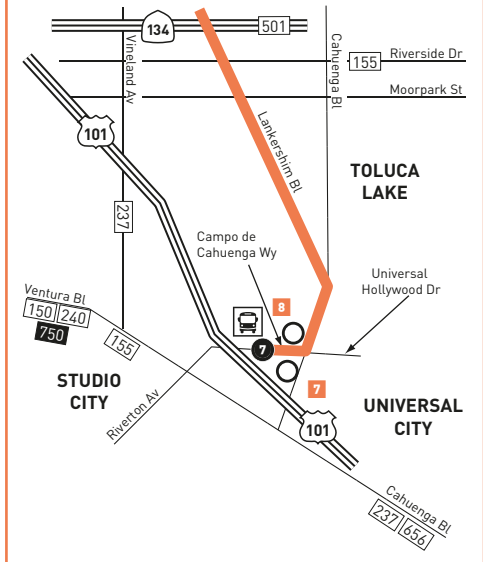 134
501
Vineland Av
Cahuenga Bl
Riverside Dr
155
Moorpark St
101
Lankershim Bl
TOLUCA
LAKE
237
Campo de
Cahuenga Wy
Universal
Hollywood Dr
Ventura Bl
150 240
750
8
7
155
STUDIO
CITY
7
Riverton Av
UNIVERSAL
CITY
101
Cahuenga Bl
237 656